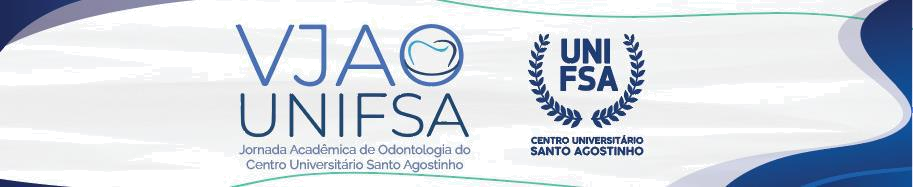 VJAO
UNIFSA
Jornada Acadêmica de Odontologia do
Centro Universitário Santo Agostinho
UNI
FSA
CENTRO UNIVERSITÁRIO
SANTO AGOSTINHO